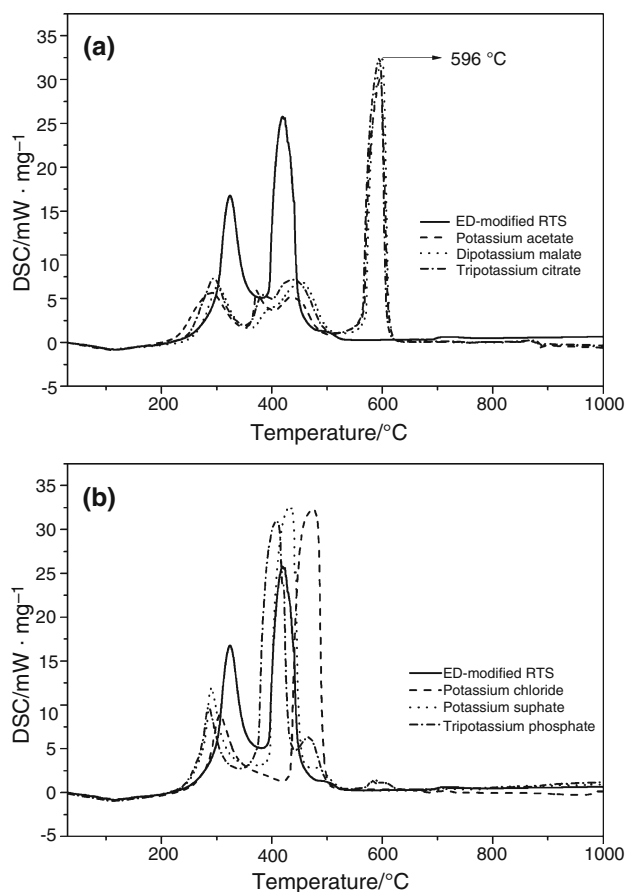 (a)
596 °C
35
30
25
20
15
10
5
0
-5
DSC/mW · mg⁻¹
ED-modified RTS
Potassium acetate
Dipotassium malate
Tripotassium citrate
200 400 600 800 1000
Temperature/°C
(b)
35
30
25
20
15
10
5
0
-5
DSC/mW · mg⁻¹
ED-modified RTS
Potassium chloride
Potassium suphate
Tripotassium phosphate
200 400 600 800 1000
Temperature/°C